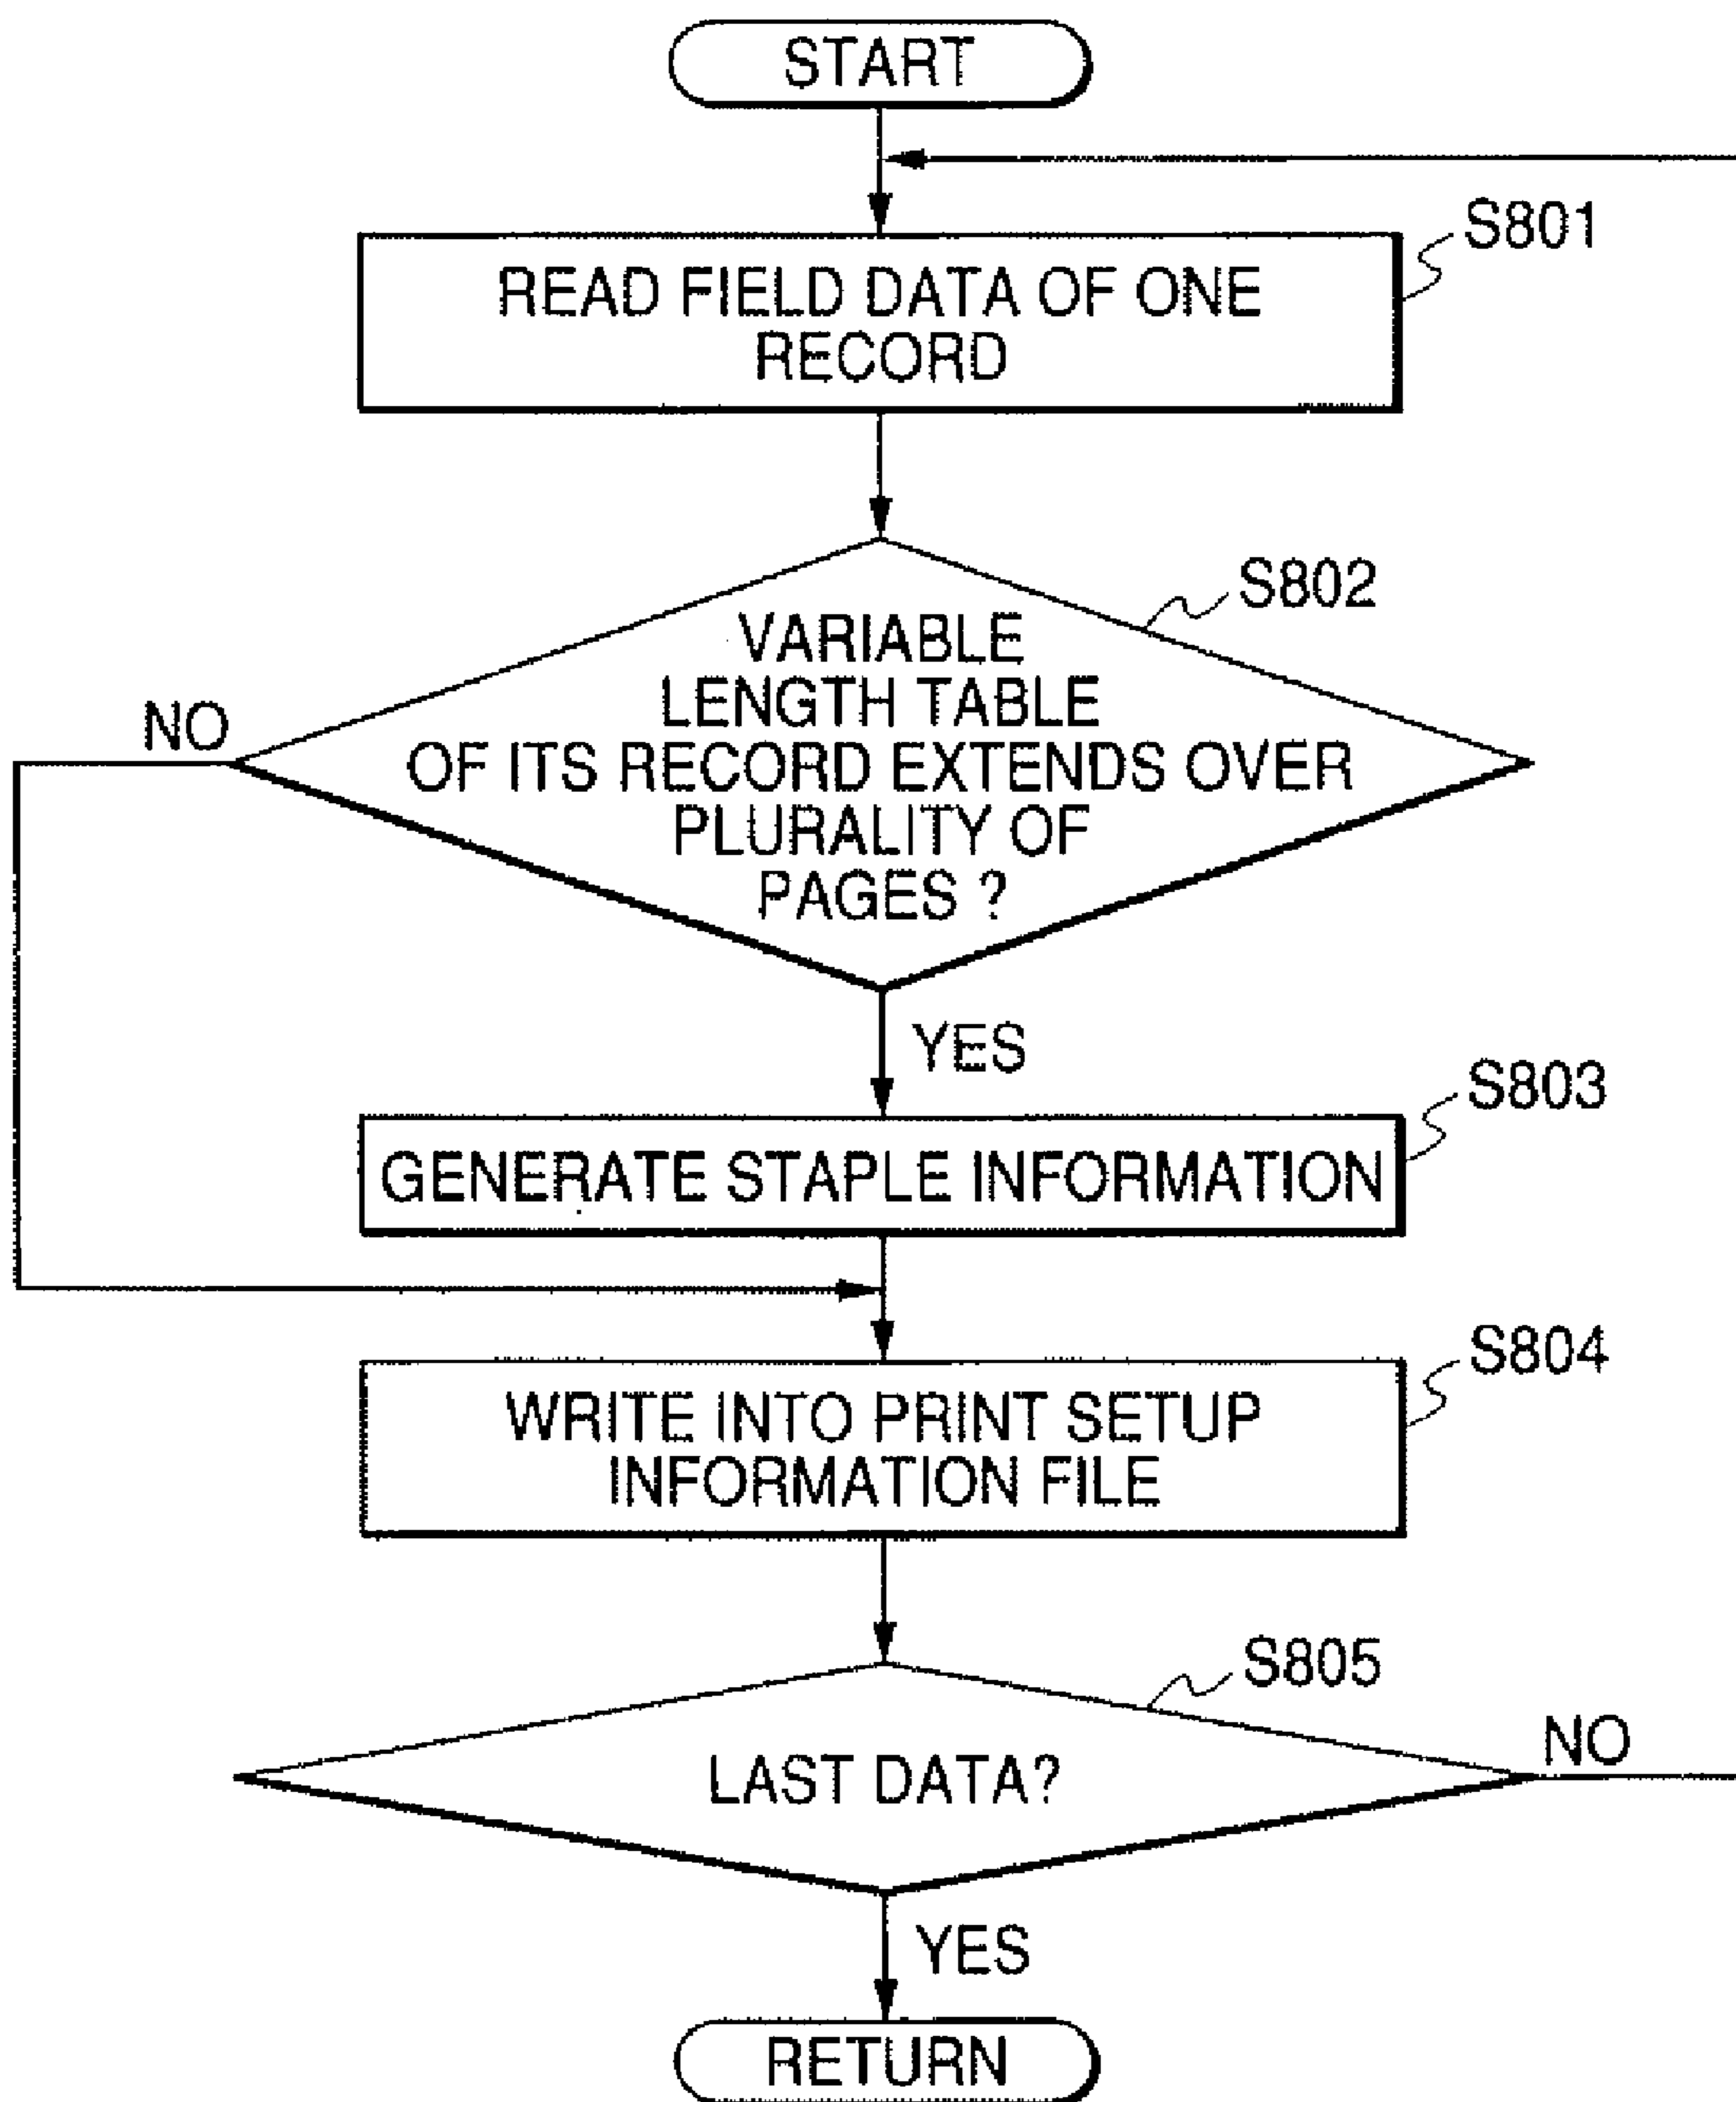 START
S801
READ FIELD DATA OF ONE
RECORD
S802
VARIABLE
LENGTH TABLE
OF ITS RECORD EXTENDS OVER
PLURALITY OF
PAGES ?
NO
YES
S803
GENERATE STAPLE INFORMATION
S804
WRITE INTO PRINT SETUP
INFORMATION FILE
S805
LAST DATA?
NO
YES
RETURN